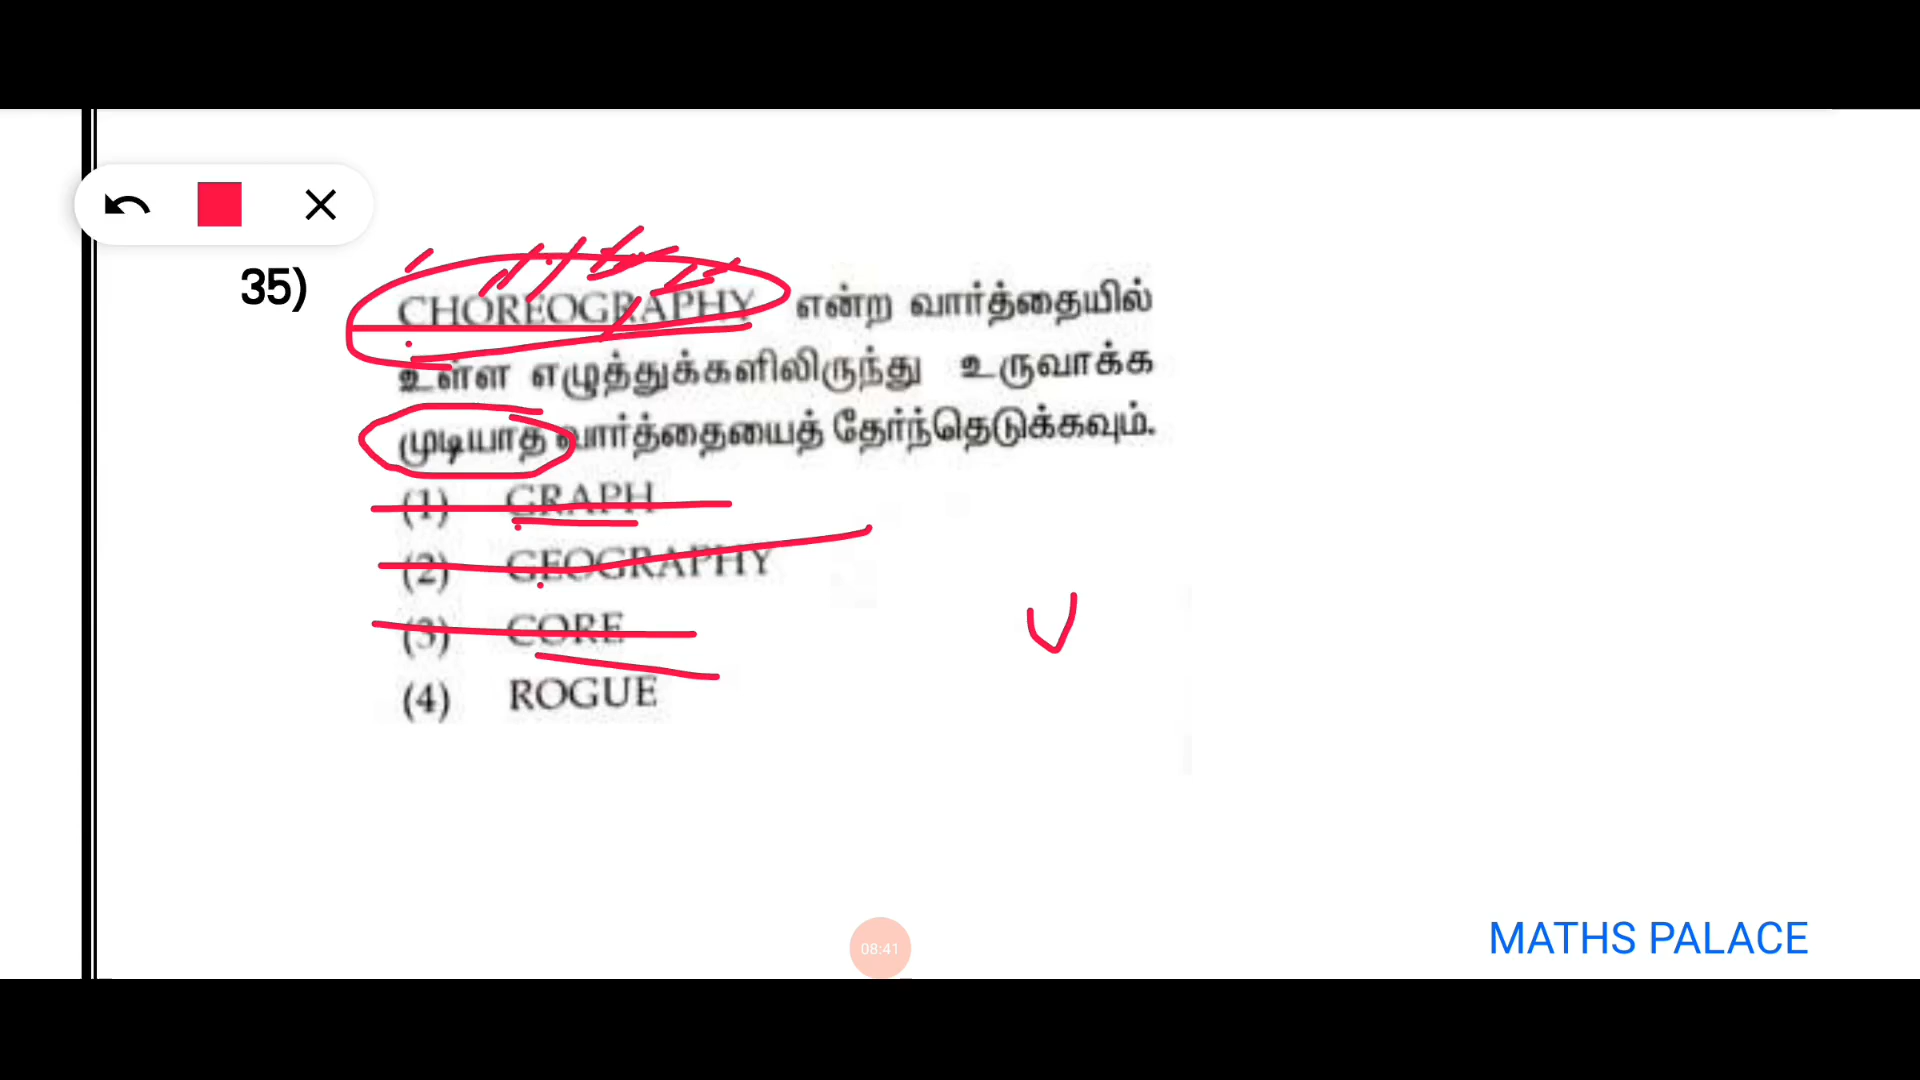 35)
CHOREOGRAPHY என்ற வார்த்தையில்
உள்ள எழுத்துக்களிலிருந்து உருவாக்க
முடியாத வார்த்தையைத் தேர்ந்தெடுக்கவும்.
(1) GRAPH
(2) GEOGRAPHY
(3) CORE
(4) ROGUE
08:41
MATHS PALACE